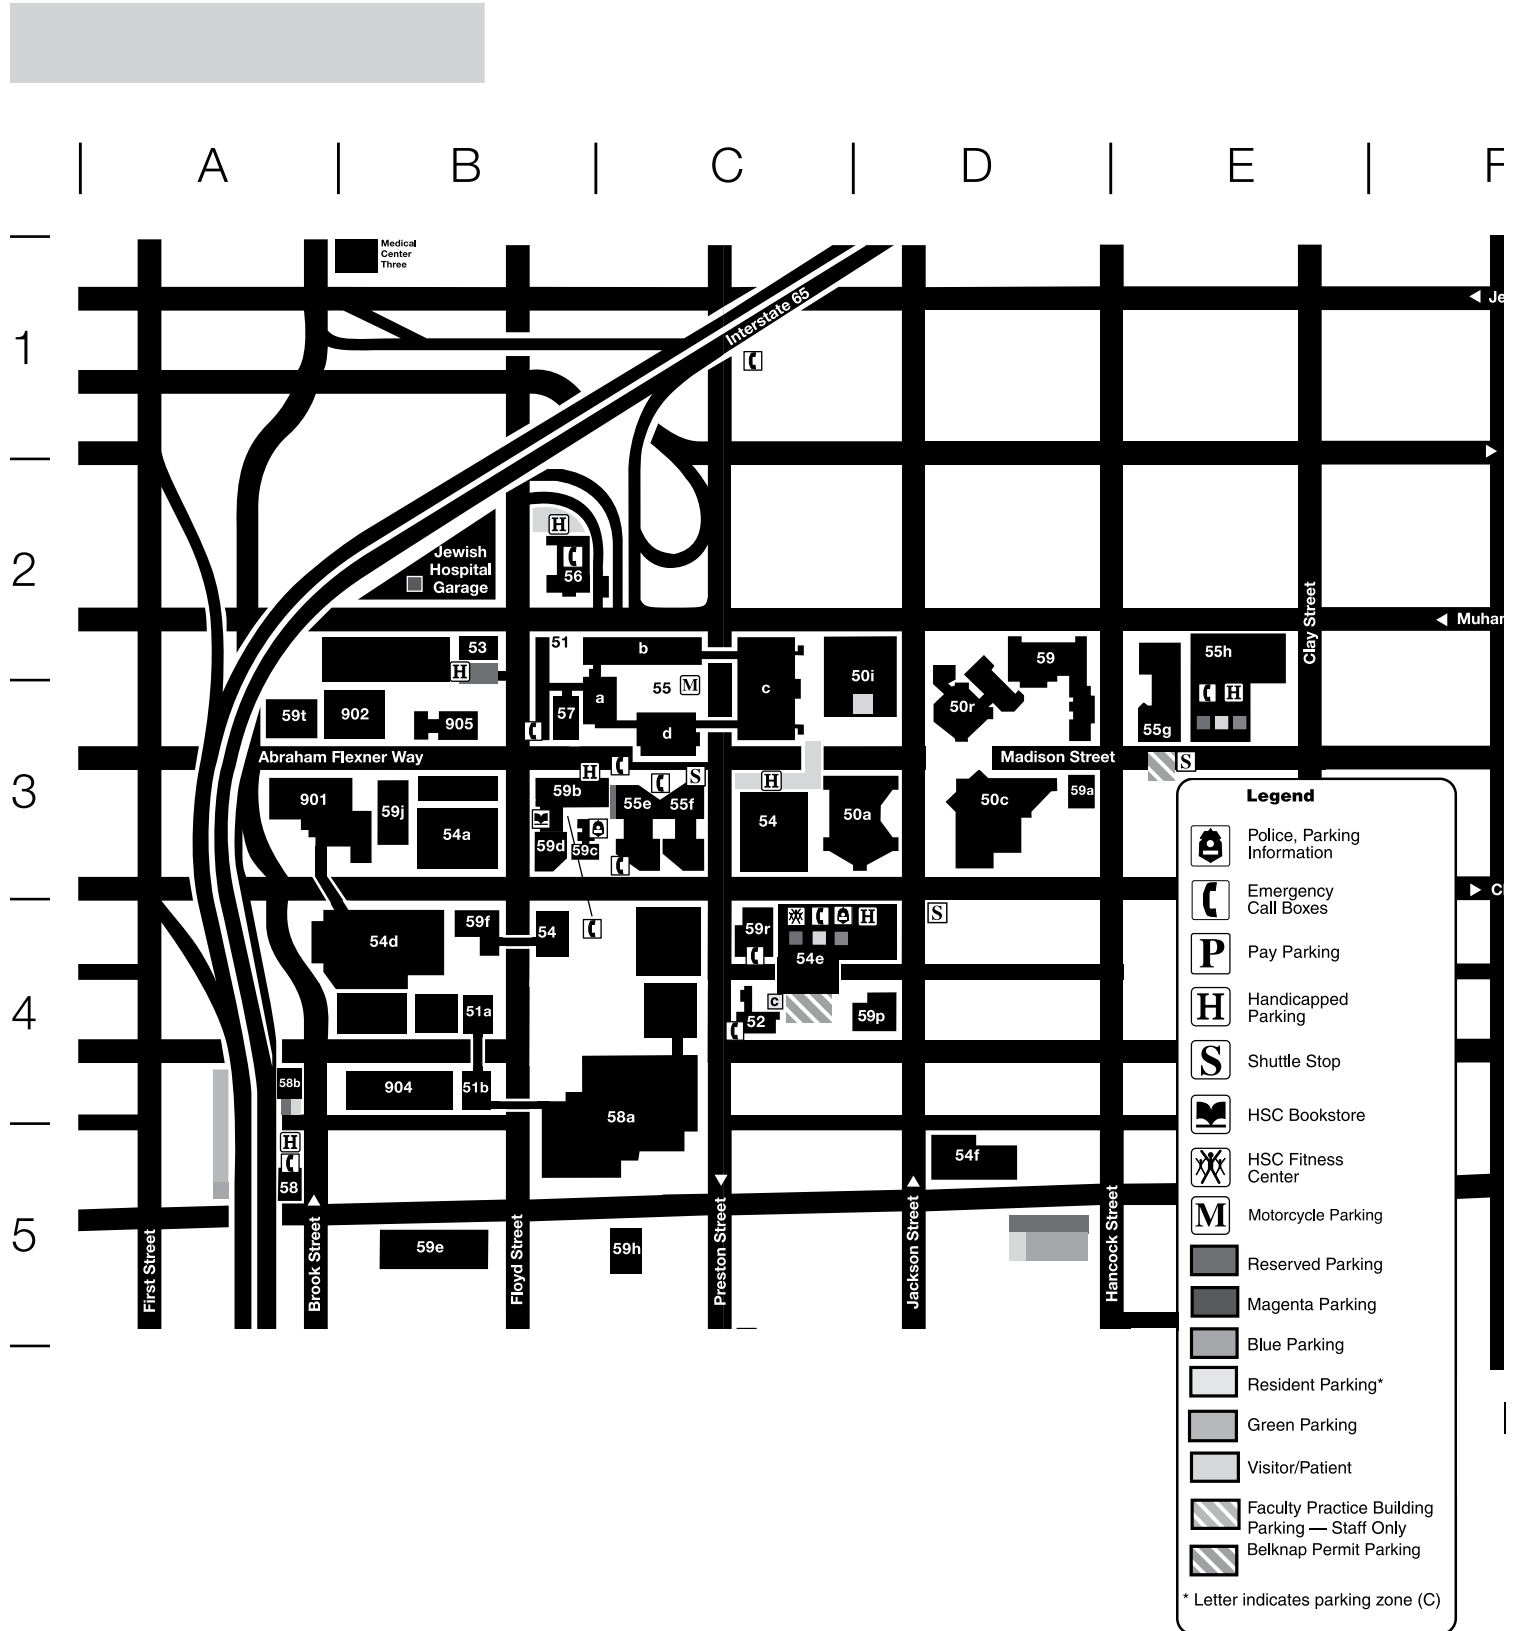 A
B
C
D
E
F
Medical
Center
Three
Je
Interstate 65
1
2
H
Jewish
Hospital
Garage
56
Muhar
Clay Street
51
53
b
59
55h
H
50i
55
M
c
a
H
59t
902
905
57
50r
d
55g
Abraham Flexner Way
Madison Street
S
3
H
S
H
901
59b
59a
59j
55e
55f
50c
54a
54
50a
59d
59c
C
H
S
59f
59r
54
54d
54e
4
c
51a
52
59p
58b
904
51b
58a
H
54f
58
5
59e
59h
First Street
Brook Street
Floyd Street
Preston Street
Jackson Street
Hancock Street
Legend
Police, Parking
Information
Emergency
Call Boxes
P Pay Parking
H Handicapped
Parking
S Shuttle Stop
HSC Bookstore
HSC Fitness
Center
M Motorcycle Parking
Reserved Parking
Magenta Parking
Blue Parking
Resident Parking*
Green Parking
Visitor/Patient
Faculty Practice Building
Parking — Staff Only
Belknap Permit Parking
* Letter indicates parking zone (C)